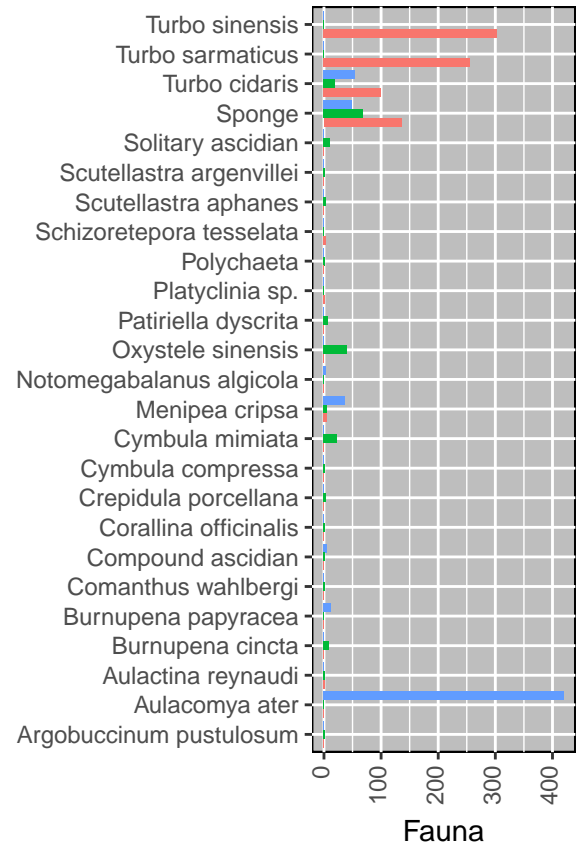 Turbo sinensis
Turbo sarmaticus
Turbo cidaris
Sponge
Solitary ascidian
Scutellastra argenvillei
Scutellastra aphanes
Schizoretepora tesselata
Polychaeta
Platyclinia sp.
Patiriella dyscrita
Oxystele sinensis
Notomegabalanus algicola
Menipea cripsa
Cymbula mimiata
Cymbula compressa
Crepidula porcellana
Corallina officinalis
Compound ascidian
Comanthus wahlbergi
Burnupena papyracea
Burnupena cincta
Aulactina reynaudi
Aulacomya ater
Argobuccinum pustulosum
0 100 200 300 400
Fauna